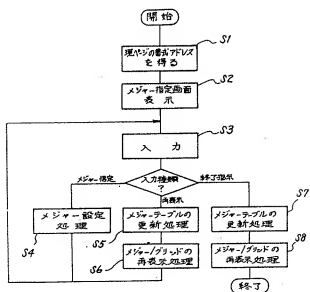 開始
S1
現ページの書式アドレス
を得る
S2
メジャー指定画面
表示
S3
入力
メジャー指定
入力種類
?
終了指示
再表示
メジャー設定
処理
S4
メジャーテーブルの
更新処理
S5
メジャーテーブルの
更新処理
S7
メジャー/グリッドの
再表示処理
S6
メジャー/グリッドの
再表示処理
S8
終了